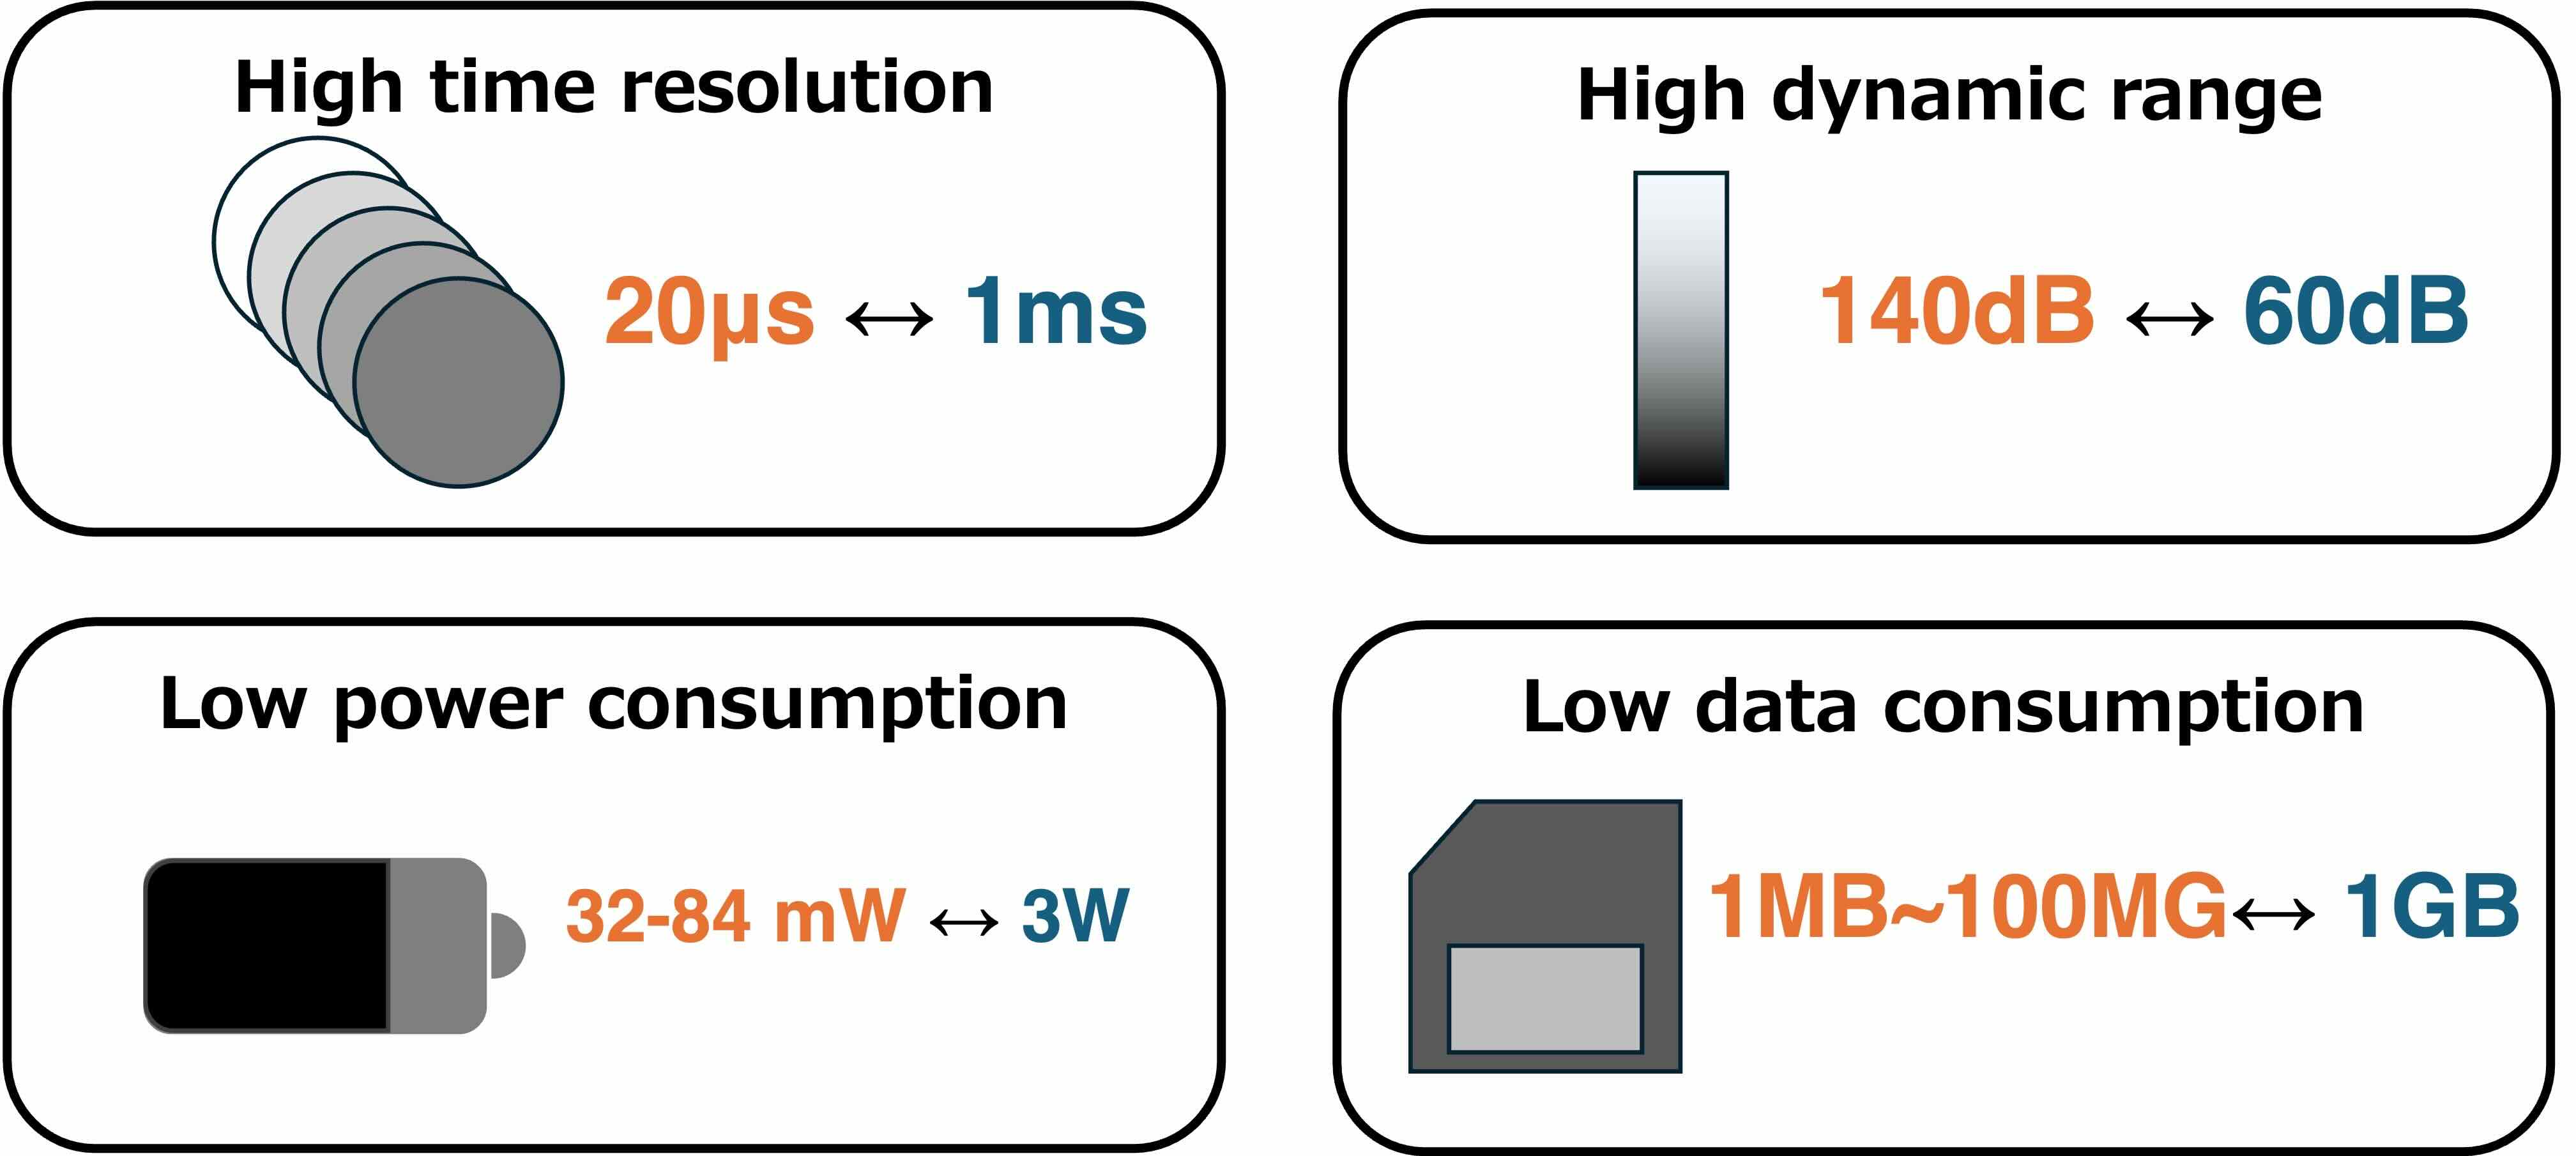 High time resolution
20µs ↔ 1ms
High dynamic range
140dB ↔ 60dB
Low power consumption
32-84 mW ↔ 3W
Low data consumption
1MB~100MG↔ 1GB